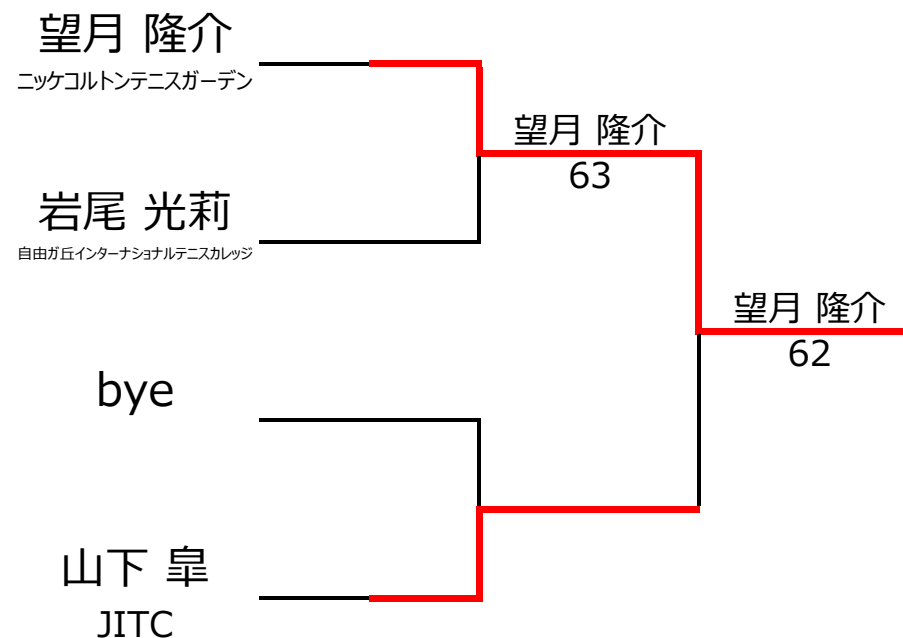 望月 隆介
ニッケコルトンテニスガーデン
望月 隆介
63
岩尾 光莉
自由ガ丘インターナショナルテニスカレッジ
望月 隆介
62
bye
山下 皐
JITC